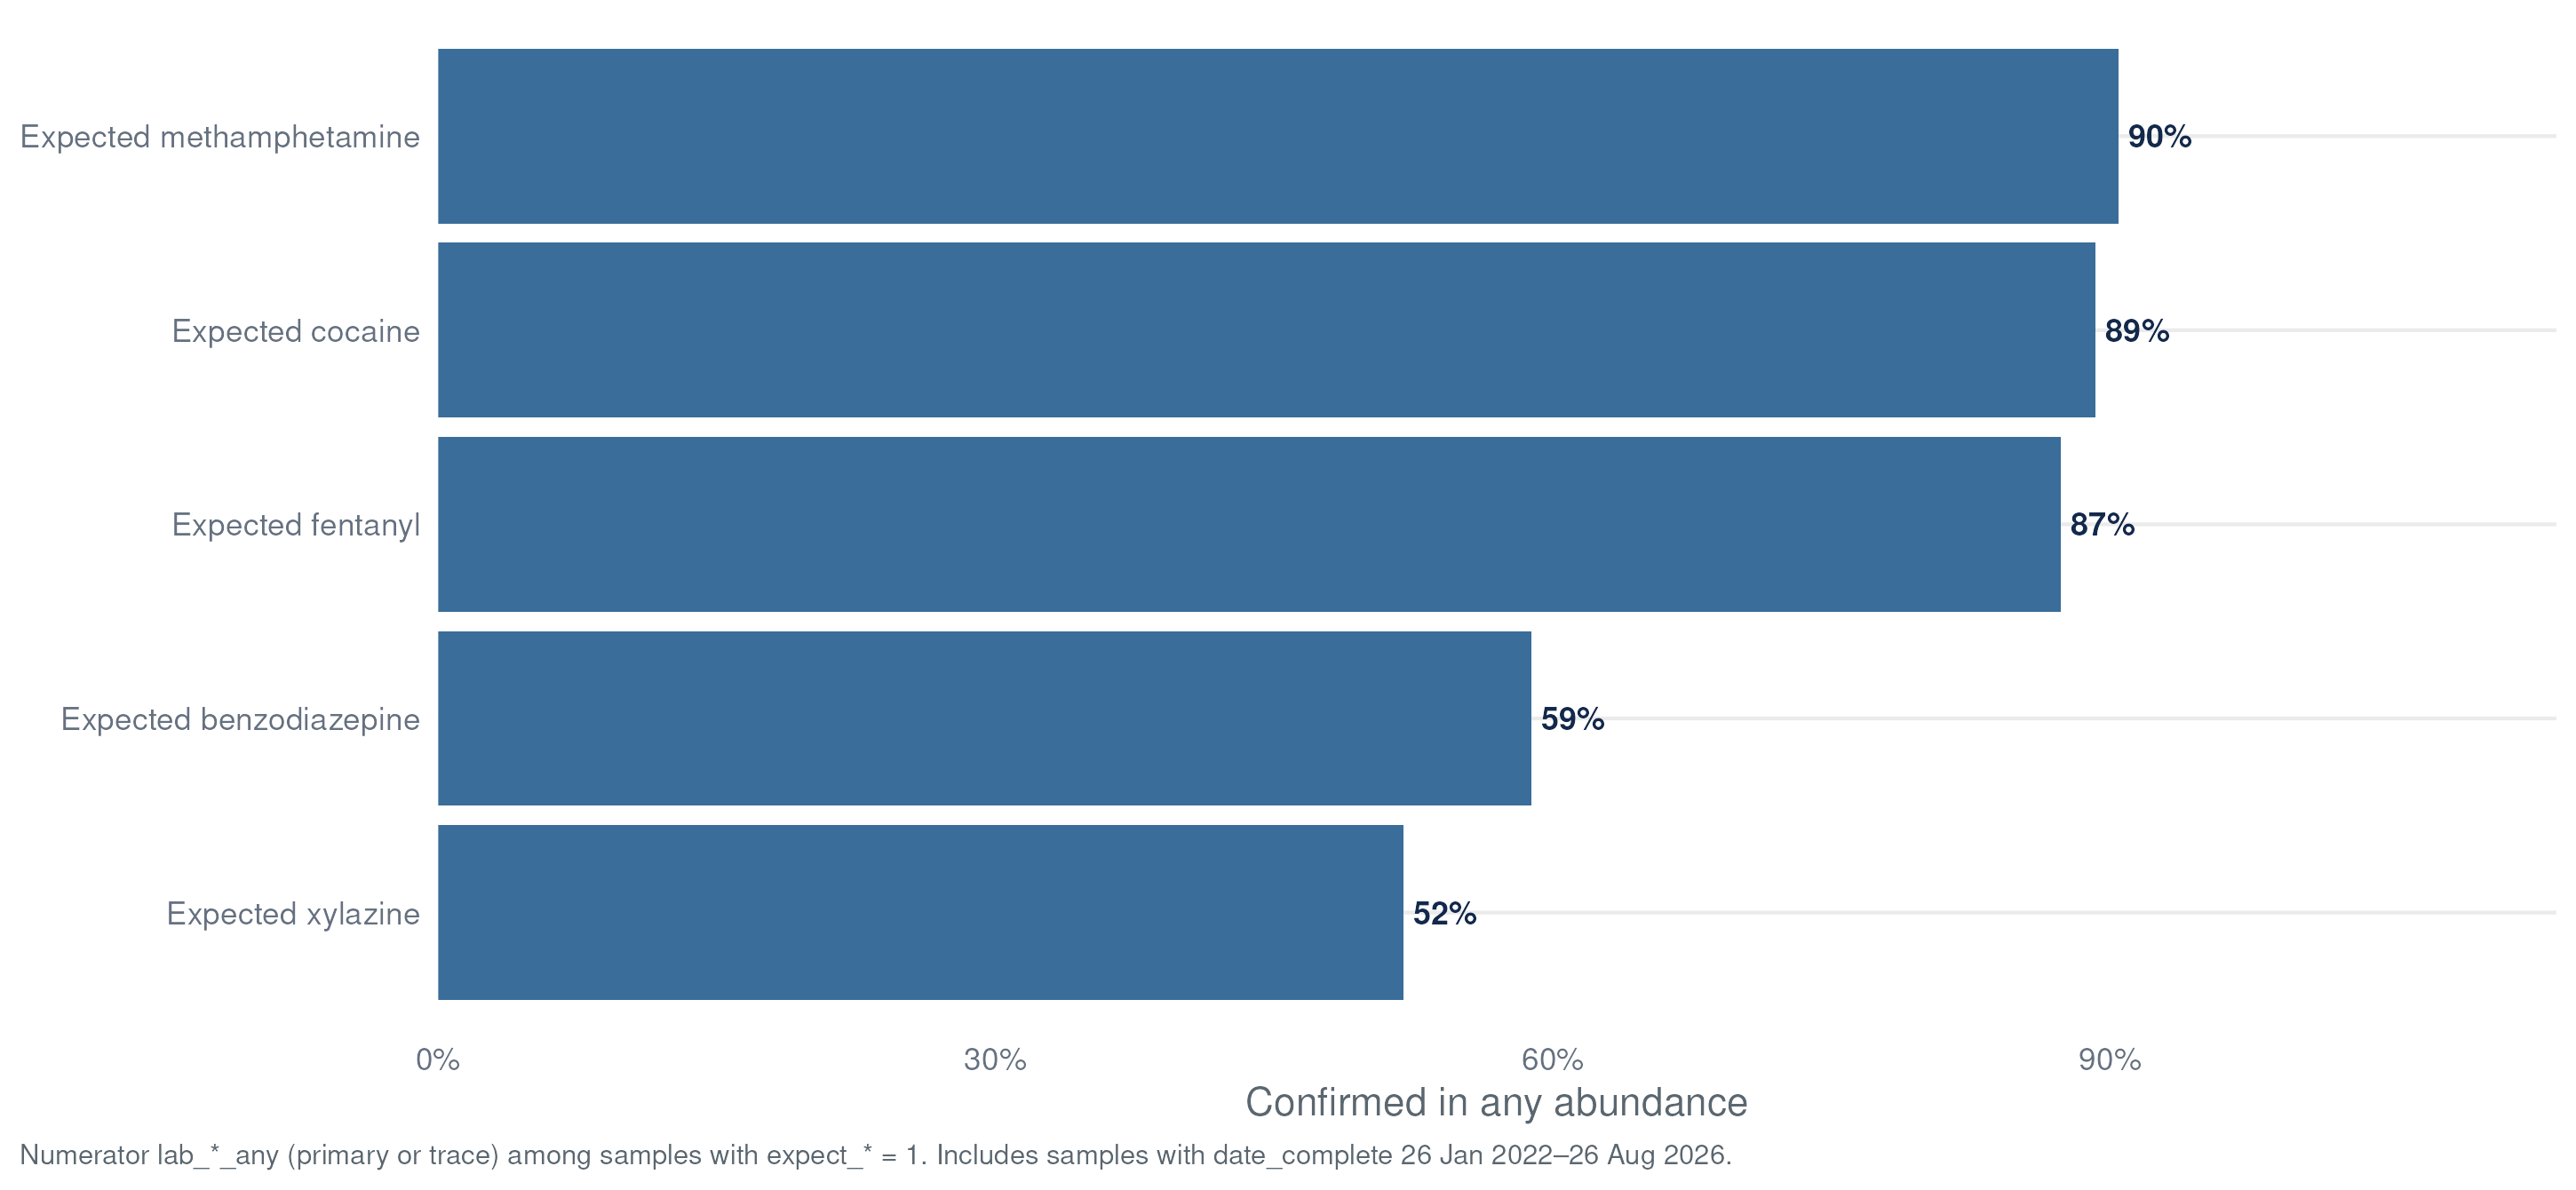 Expected methamphetamine 90%
Expected cocaine 89%
Expected fentanyl 87%
Expected benzodiazepine 59%
Expected xylazine 52%
0% 30% 60% 90%
Confirmed in any abundance
Numerator lab_*_any (primary or trace) among samples with expect_* = 1. Includes samples with date_complete 26 Jan 2022–26 Aug 2026.